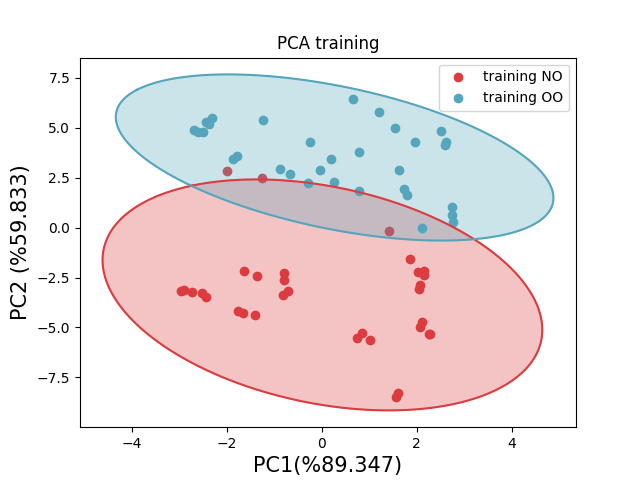 PCA training
training NO
training OO
7.5
5.0
2.5
0.0
−2.5
−5.0
−7.5
PC2 (%59.833)
−4
−2
0
2
4
PC1(%89.347)